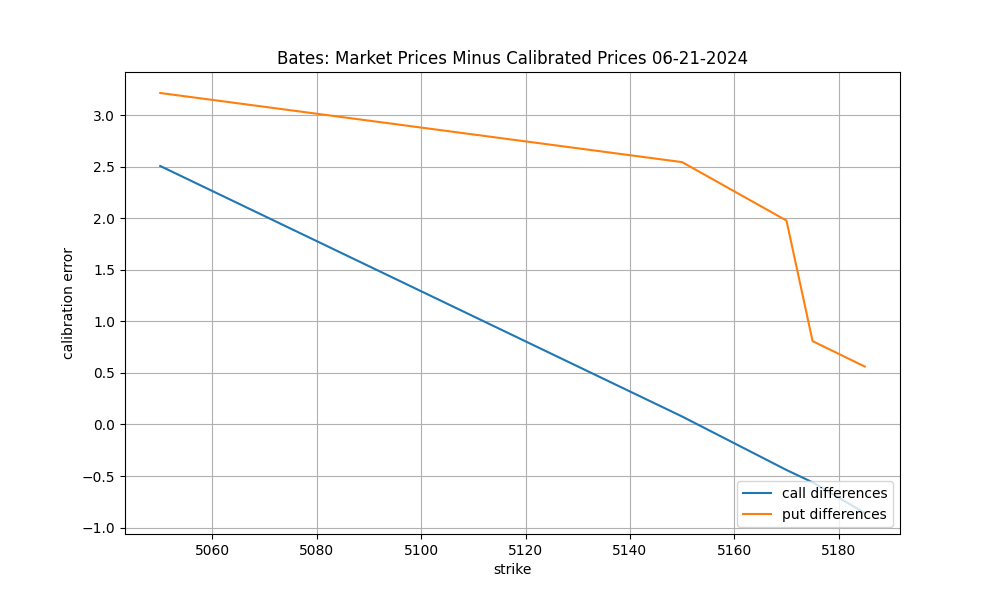 Bates: Market Prices Minus Calibrated Prices 06-21-2024
calibration error
3.0
2.5
2.0
1.5
1.0
0.5
0.0
−0.5
−1.0
call differences
put differences
5060 5080 5100 5120 5140 5160 5180
strike